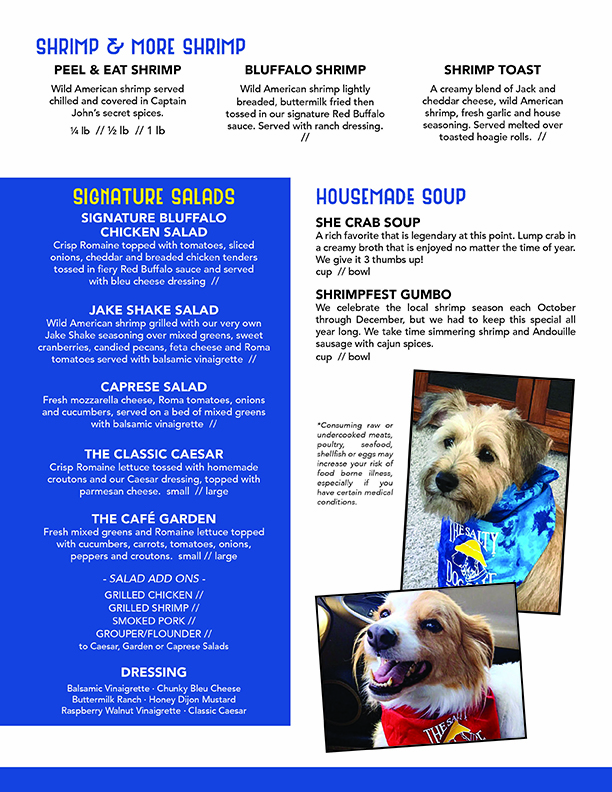 SHRIMP & MORE SHRIMP
PEEL & EAT SHRIMP
Wild American shrimp served
chilled and covered in Captain
John's secret spices.
¼ lb // ½ lb // 1 lb
BLUFFALO SHRIMP
Wild American shrimp lightly
breaded, buttermilk fried then
tossed in our signature Red Buffalo
sauce. Served with ranch dressing.
//
SHRIMP TOAST
A creamy blend of Jack and
cheddar cheese, wild American
shrimp, fresh garlic and house
seasoning. Served melted over
toasted hoagie rolls. //
SIGNATURE SALADS
SIGNATURE BLUFFALO
CHICKEN SALAD
Crisp Romaine topped with tomatoes, sliced
onions, cheddar and breaded chicken tenders
tossed in fiery Red Buffalo sauce and served
with bleu cheese dressing //
JAKE SHAKE SALAD
Wild American shrimp grilled with our very own
Jake Shake seasoning over mixed greens, sweet
cranberries, candied pecans, feta cheese and Roma
tomatoes served with balsamic vinaigrette //
CAPRESE SALAD
Fresh mozzarella cheese, Roma tomatoes, onions
and cucumbers, served on a bed of mixed greens
with balsamic vinaigrette //
THE CLASSIC CAESAR
Crisp Romaine lettuce tossed with homemade
croutons and our Caesar dressing, topped with
parmesan cheese. small // large
THE CAFÉ GARDEN
Fresh mixed greens and Romaine lettuce topped
with cucumbers, carrots, tomatoes, onions,
peppers and croutons. small // large
- SALAD ADD ONS -
GRILLED CHICKEN //
GRILLED SHRIMP //
SMOKED PORK //
GROUPER/FLOUNDER //
to Caesar, Garden or Caprese Salads
DRESSING
Balsamic Vinaigrette · Chunky Bleu Cheese
Buttermilk Ranch · Honey Dijon Mustard
Raspberry Walnut Vinaigrette · Classic Caesar
HOUSEMADE SOUP
SHE CRAB SOUP
A rich favorite that is legendary at this point. Lump crab in
a creamy broth that is enjoyed no matter the time of year.
We give it 3 thumbs up!
cup // bowl
SHRIMPFEST GUMBO
We celebrate the local shrimp season each October
through December, but we had to keep this special all
year long. We take time simmering shrimp and Andouille
sausage with cajun spices.
cup // bowl
*Consuming raw or
undercooked meats,
poultry, seafood,
shellfish or eggs may
increase your risk of
food borne illness,
especially if you
have certain medical
conditions.
THE SALTY
THE SALTY